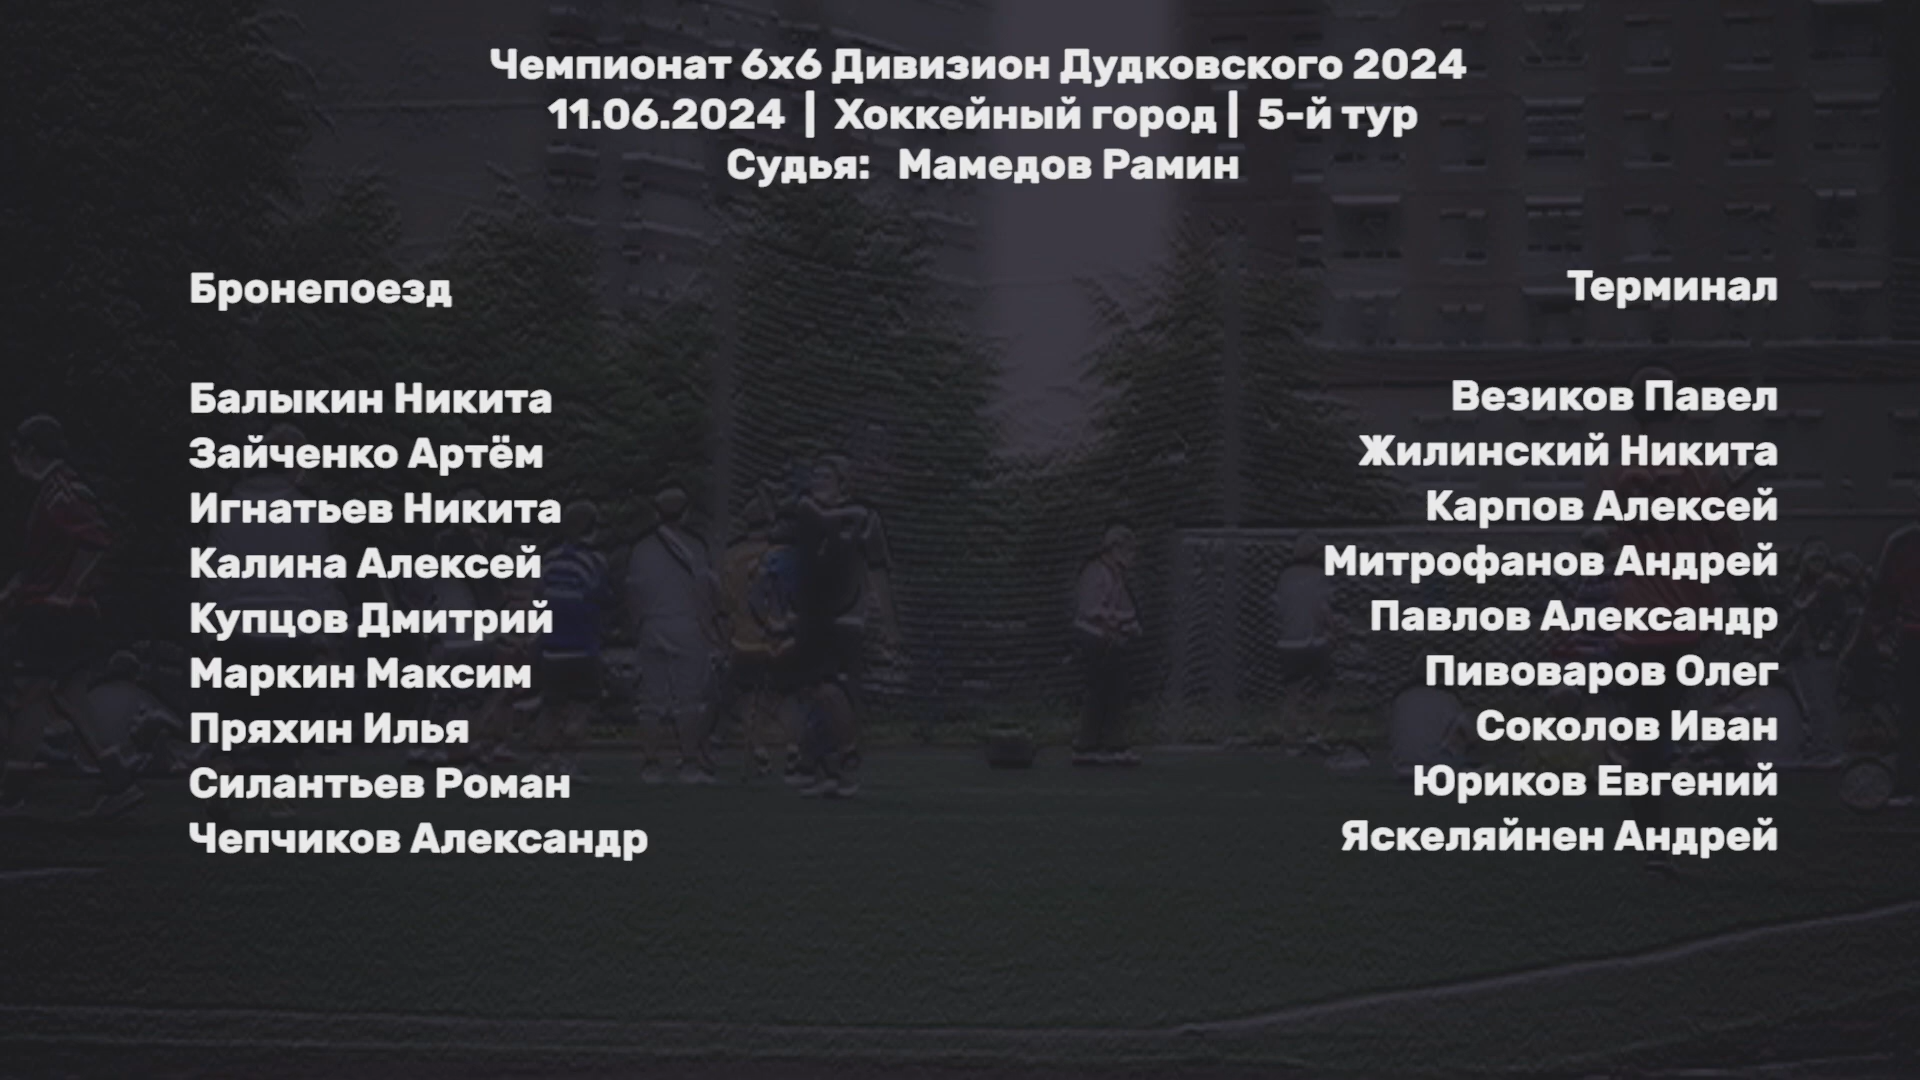 Чемпионат 6х6 Дивизион Дудковского 2024
11.06.2024 | Хоккейный город | 5-й тур
Судья: Мамедов Рамин
Бронепоезд
Балыкин Никита
Зайченко Артём
Игнатьев Никита
Калина Алексей
Купцов Дмитрий
Маркин Максим
Пряхин Илья
Силантьев Роман
Чепчиков Александр
Терминал
Везиков Павел
Жилинский Никита
Карпов Алексей
Митрофанов Андрей
Павлов Александр
Пивоваров Олег
Соколов Иван
Юриков Евгений
Яскеляйнен Андрей